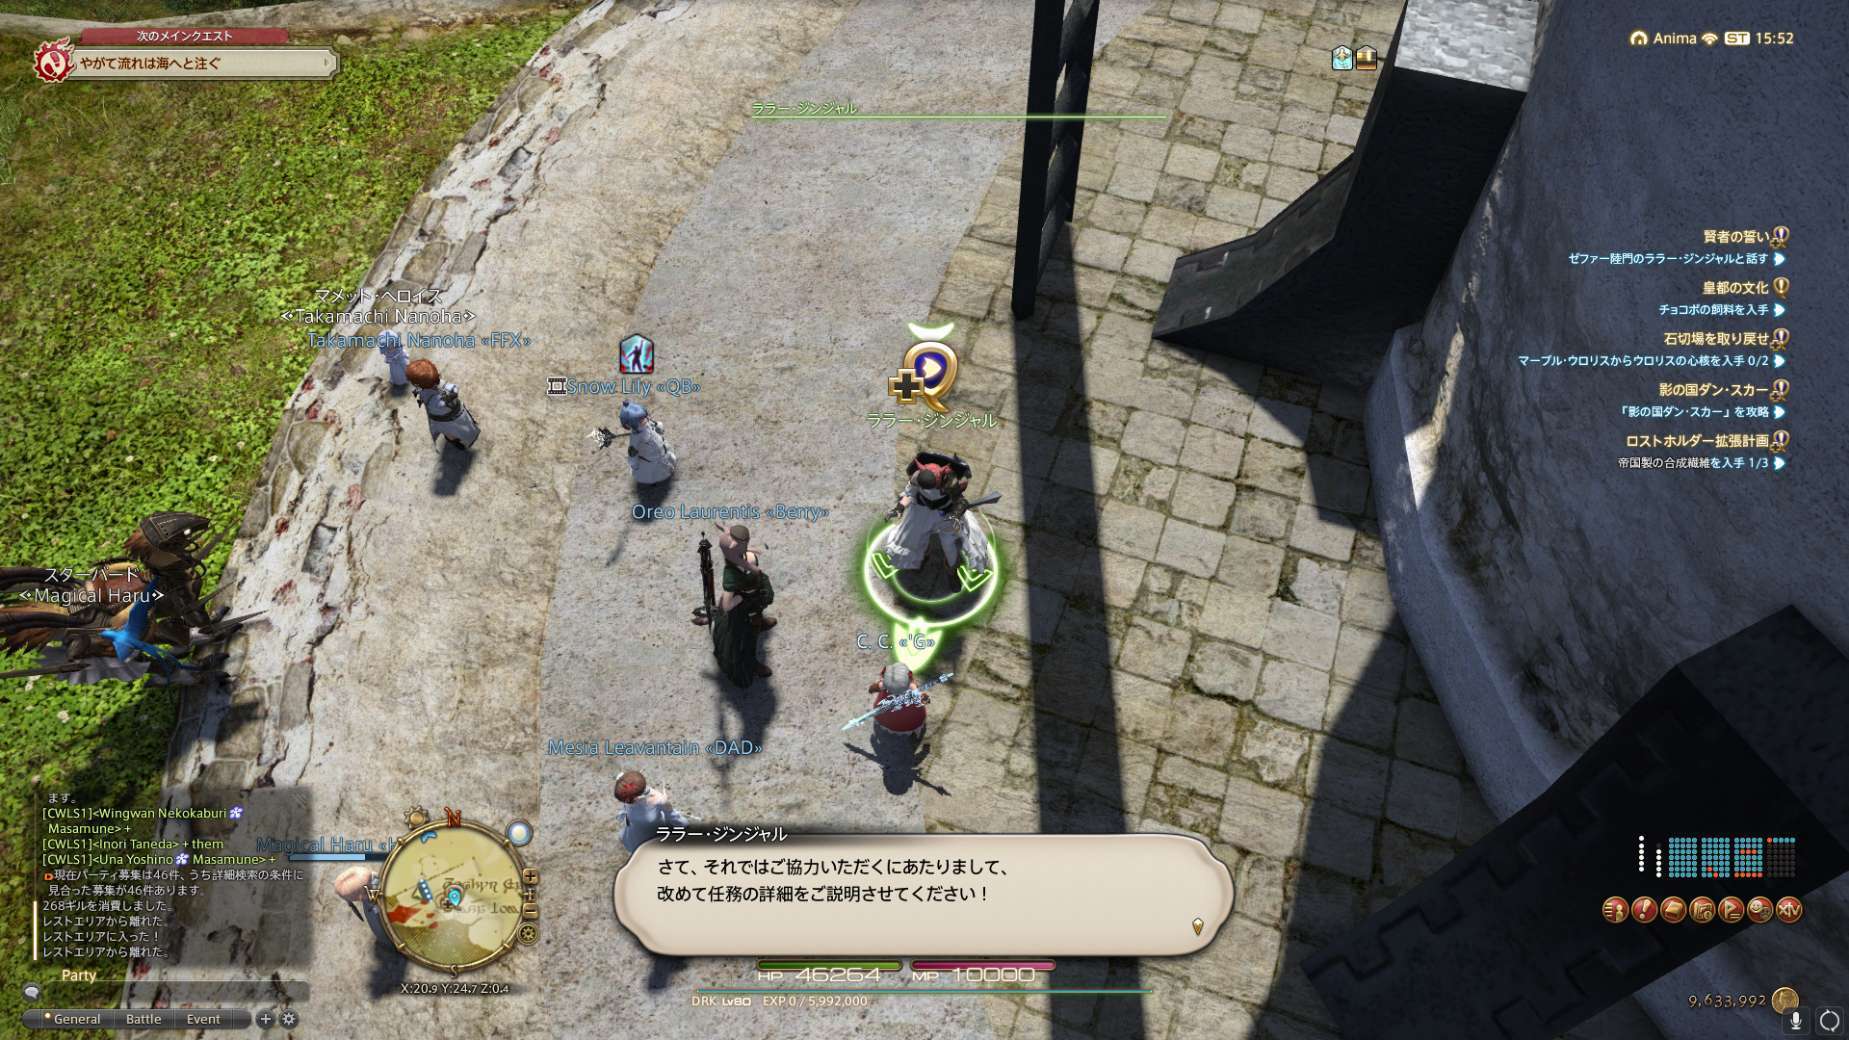 次のメインクエスト
やがて流れは海へと注ぐ
Anima ST 15:52
ララー・ジンジャル
賢者の誓い
ゼファー陸門のララー・ジンジャルと話す
皇都の文化
チョコボの飼料を入手
石切場を取り戻せ
マーブル・ウロリスからウロリスの心核を入手 0/2
影の国ダン・スカー
「影の国ダン・スカー」を攻略
ロストホルダー拡張計画
帝国製の合成繊維を入手 1/3
マメット・ヘロイズ
«Takamachi Nanoha»
Takamachi Nanoha «FFX»
Snow Lily «QB»
ララー・ジンジャル
Oreo Laurentis «Berry»
スターバード
«Magical Haru»
C. C. «'G»
Mesia Leavantain «DAD»
Magical Haru
ララー・ジンジャル
さて、それではご協力いただくにあたりまして、
改めて任務の詳細をご説明させてください！
ます。
[CWLS1]<Wingwan Nekokaburi
Masamune> +
[CWLS1]<Inori Taneda> + them
[CWLS1]<Una Yoshino Masamune> +
現在パーティ募集は46件、うち詳細検索の条件に
見合った募集が46件あります。
268ギルを消費しました。
レストエリアから離れた。
レストエリアに入った！
レストエリアから離れた。
Party
General Battle Event
N
S
X:20.9 Y:24.7 Z:0.4
HP 46264 MP 10000
DRK Lv80 EXP 0 / 5,992,000
XIV
9,633,992